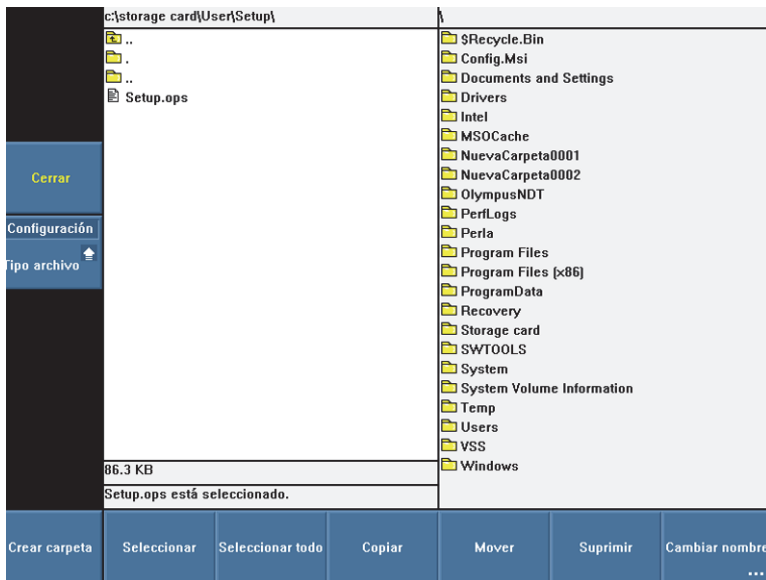 c:\storage card\User\Setup\
..
.
..
Setup.ops
86.3 KB
Setup.ops está seleccionado.
\
$Recycle.Bin
Config.Msi
Documents and Settings
Drivers
Intel
MSOCache
NuevaCarpeta0001
NuevaCarpeta0002
OlympusNDT
PerfLogs
Perla
Program Files
Program Files (x86)
ProgramData
Recovery
Storage card
SWTOOLS
System
System Volume Information
Temp
Users
VSS
Windows
Cerrar
Configuración
Tipo archivo
Crear carpeta
Seleccionar
Seleccionar todo
Copiar
Mover
Suprimir
Cambiar nombre
...